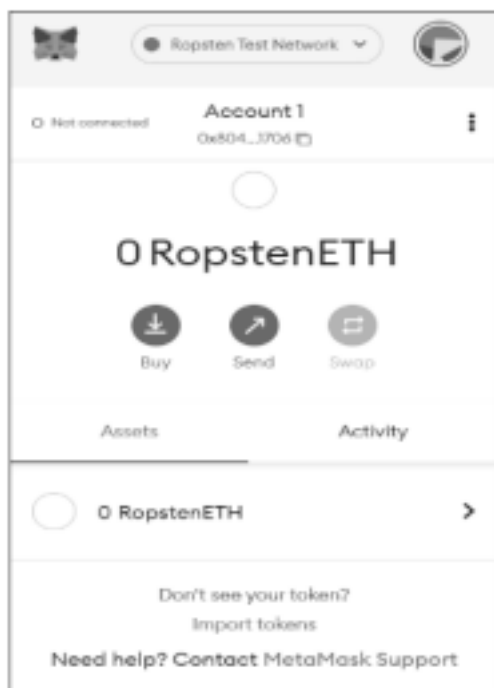 Ropsten Test Network
Not connected
Account 1
0x804...1706
0 RopstenETH
Buy
Send
Swap
Assets
Activity
0 RopstenETH
Don't see your token?
Import tokens
Need help? Contact MetaMask Support